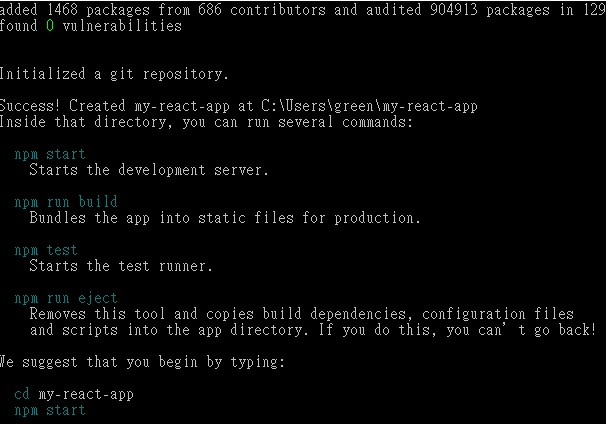 added 1468 packages from 686 contributors and audited 904913 packages in 129
found 0 vulnerabilities
Initialized a git repository.
Success! Created my-react-app at C:\Users\green\my-react-app
Inside that directory, you can run several commands:
npm start
Starts the development server.
npm run build
Bundles the app into static files for production.
npm test
Starts the test runner.
npm run eject
Removes this tool and copies build dependencies, configuration files
and scripts into the app directory. If you do this, you can’t go back!
We suggest that you begin by typing:
cd my-react-app
npm start